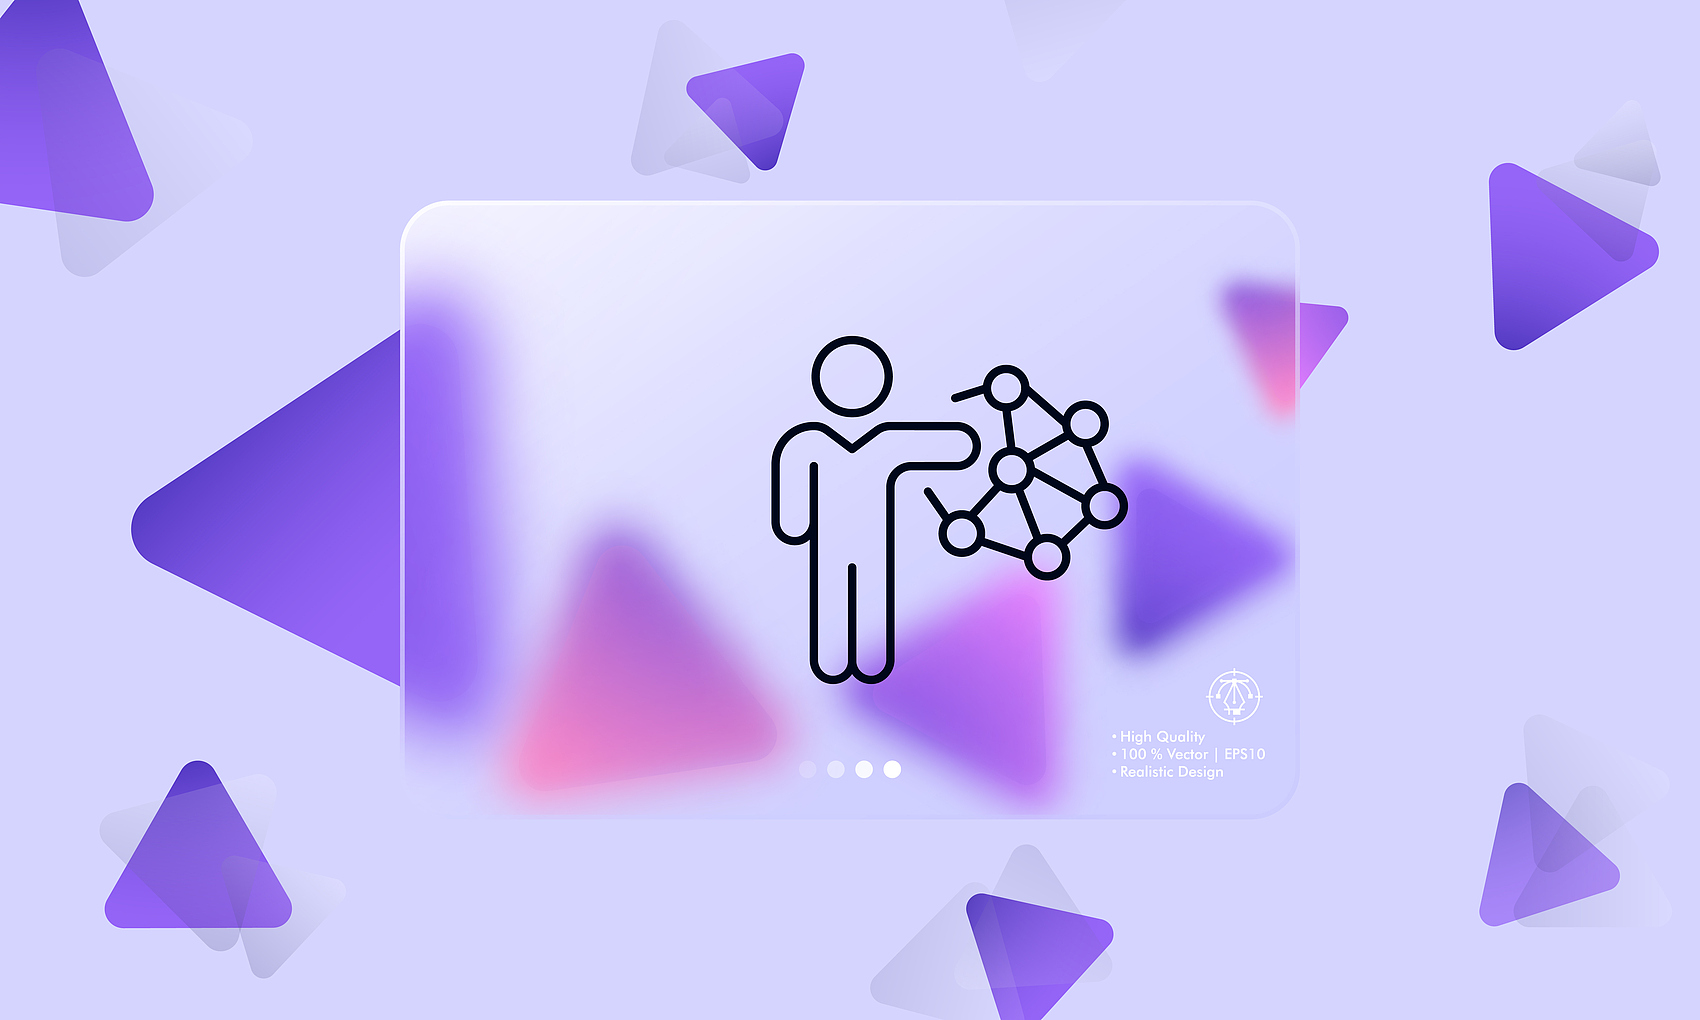 • High Quality
• 100 % Vector | EPS10
• Realistic Design